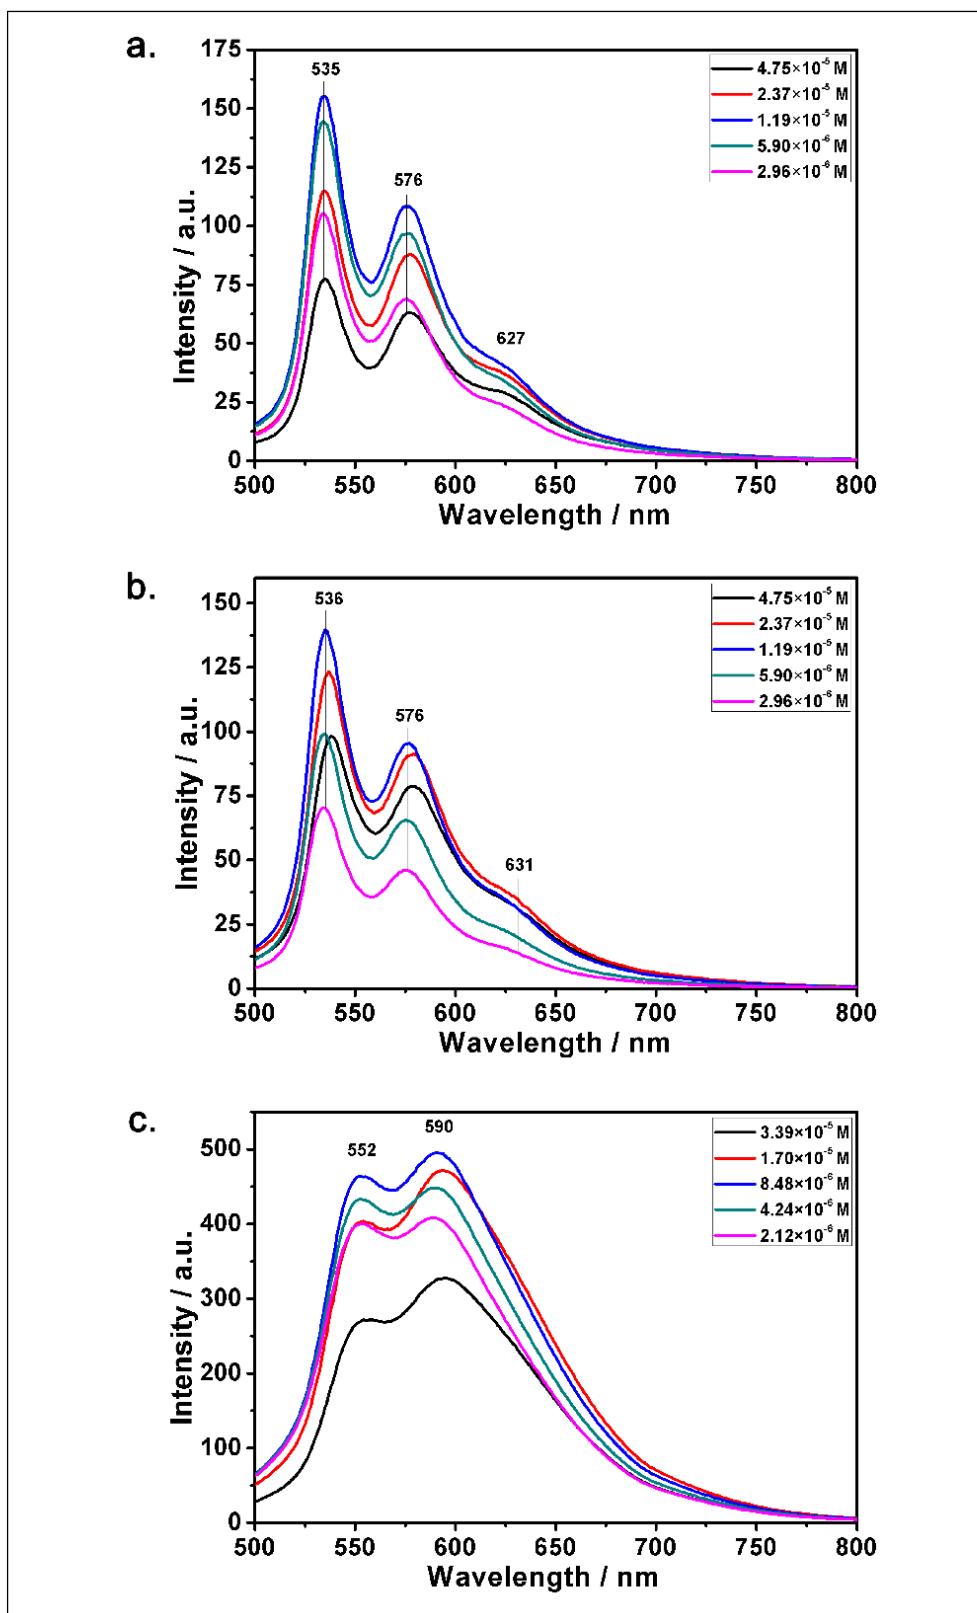 a.
175
150
125
100
75
50
25
0
Intensity / a.u.
535
576
627
4.75×10⁻⁵ M
2.37×10⁻⁵ M
1.19×10⁻⁵ M
5.90×10⁻⁶ M
2.96×10⁻⁶ M
500 550 600 650 700 750 800
Wavelength / nm
b.
150
125
100
75
50
25
0
Intensity / a.u.
536
576
631
4.75×10⁻⁵ M
2.37×10⁻⁵ M
1.19×10⁻⁵ M
5.90×10⁻⁶ M
2.96×10⁻⁶ M
500 550 600 650 700 750 800
Wavelength / nm
c.
500
400
300
200
100
0
Intensity / a.u.
552
590
3.39×10⁻⁵ M
1.70×10⁻⁵ M
8.48×10⁻⁶ M
4.24×10⁻⁶ M
2.12×10⁻⁶ M
500 550 600 650 700 750 800
Wavelength / nm